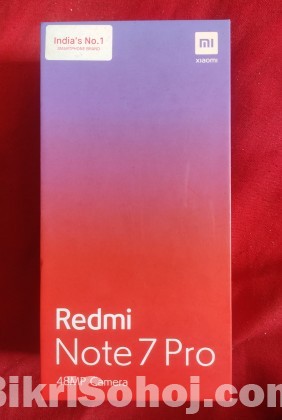 India's No.1
SMARTPHONE BRAND
mi
xiaomi
Redmi
Note 7 Pro
48MP Camera
BikriSohoj.com